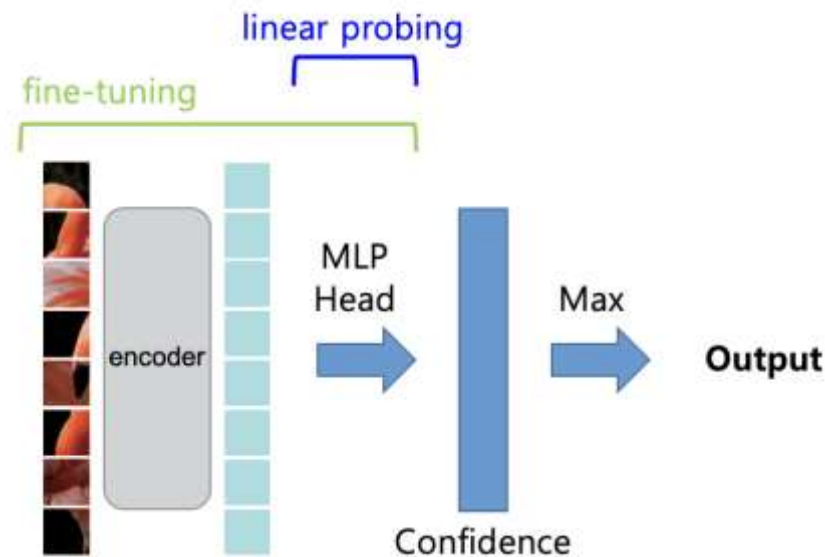 linear probing
fine-tuning
MLP
Head
Max
encoder
Output
Confidence